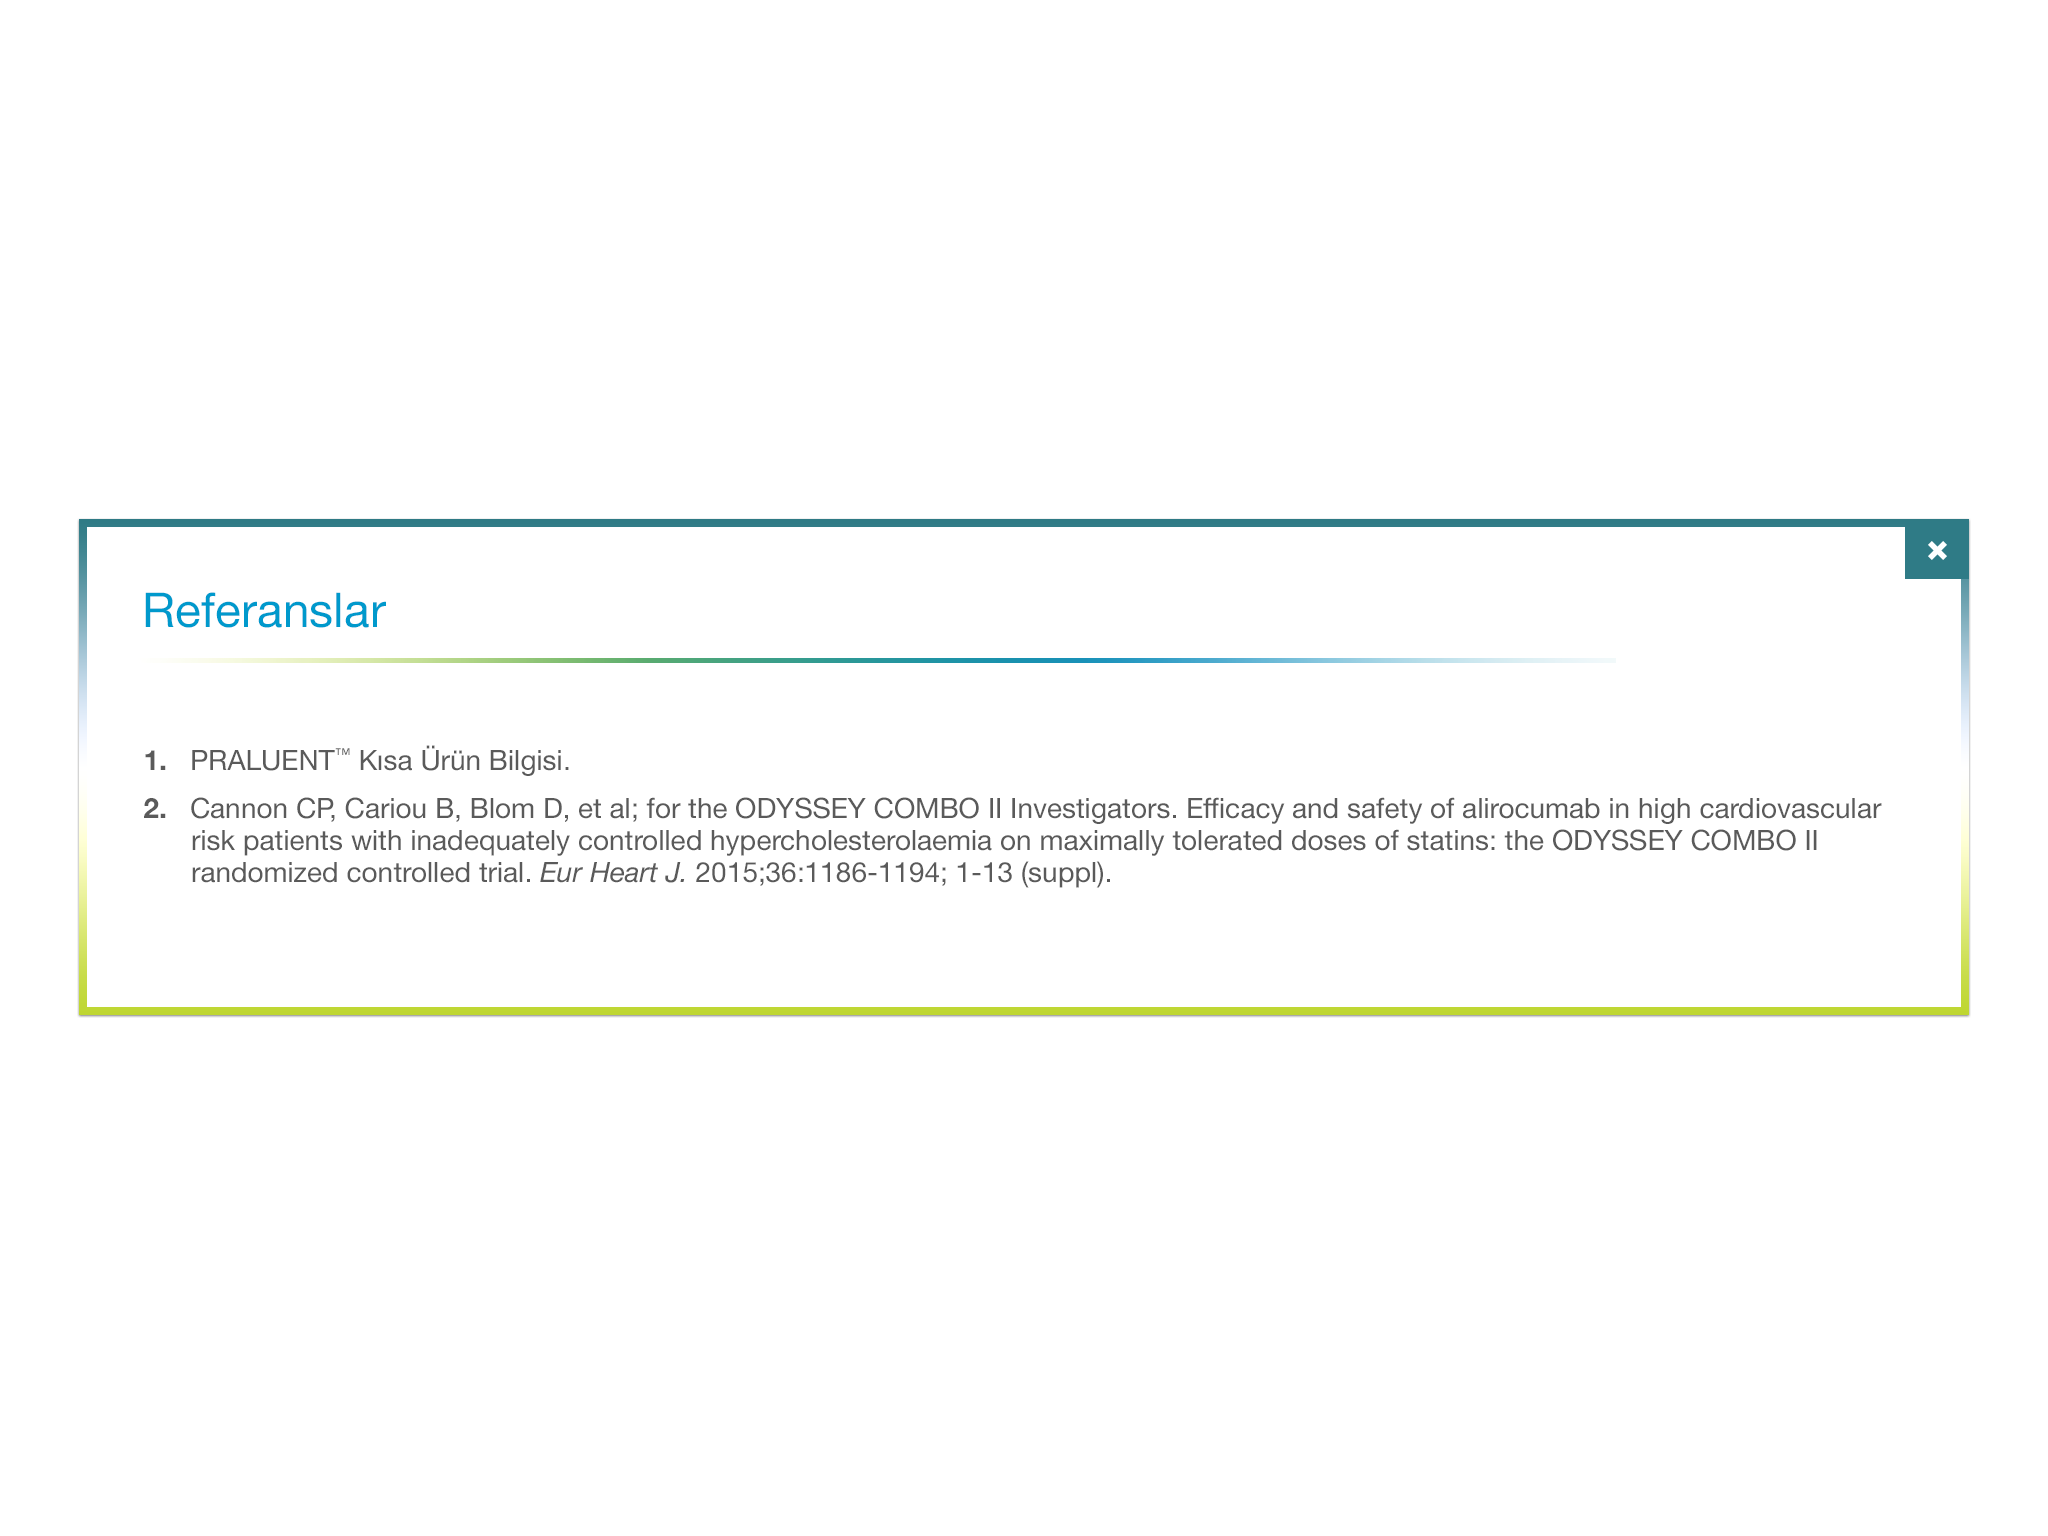 Referanslar
1. PRALUENT™ Kısa Ürün Bilgisi.
2. Cannon CP, Cariou B, Blom D, et al; for the ODYSSEY COMBO II Investigators. Efficacy and safety of alirocumab in high cardiovascular
risk patients with inadequately controlled hypercholesterolaemia on maximally tolerated doses of statins: the ODYSSEY COMBO II
randomized controlled trial. Eur Heart J. 2015;36:1186-1194; 1-13 (suppl).